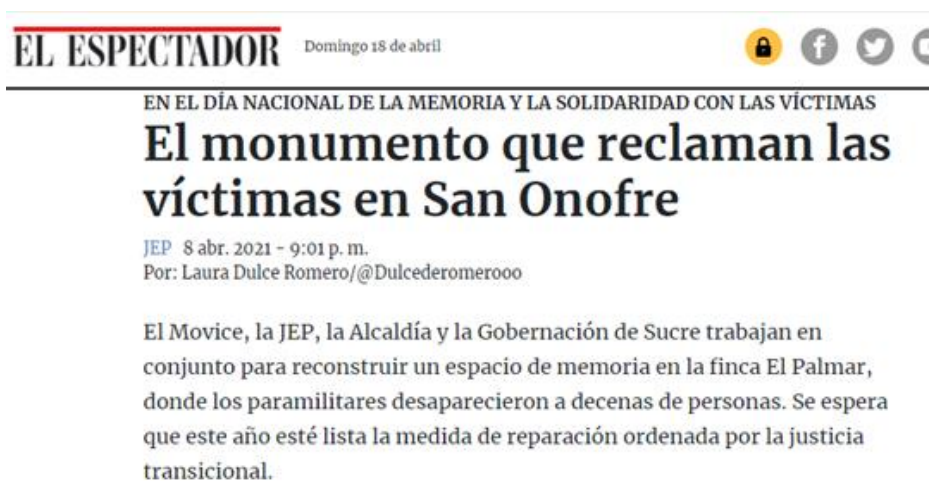 EL ESPECTADOR Domingo 18 de abril
EN EL DÍA NACIONAL DE LA MEMORIA Y LA SOLIDARIDAD CON LAS VÍCTIMAS
El monumento que reclaman las
víctimas en San Onofre
JEP 8 abr. 2021 - 9:01 p. m.
Por: Laura Dulce Romero/@Dulcederomerooo
El Movice, la JEP, la Alcaldía y la Gobernación de Sucre trabajan en
conjunto para reconstruir un espacio de memoria en la finca El Palmar,
donde los paramilitares desaparecieron a decenas de personas. Se espera
que este año esté lista la medida de reparación ordenada por la justicia
transicional.